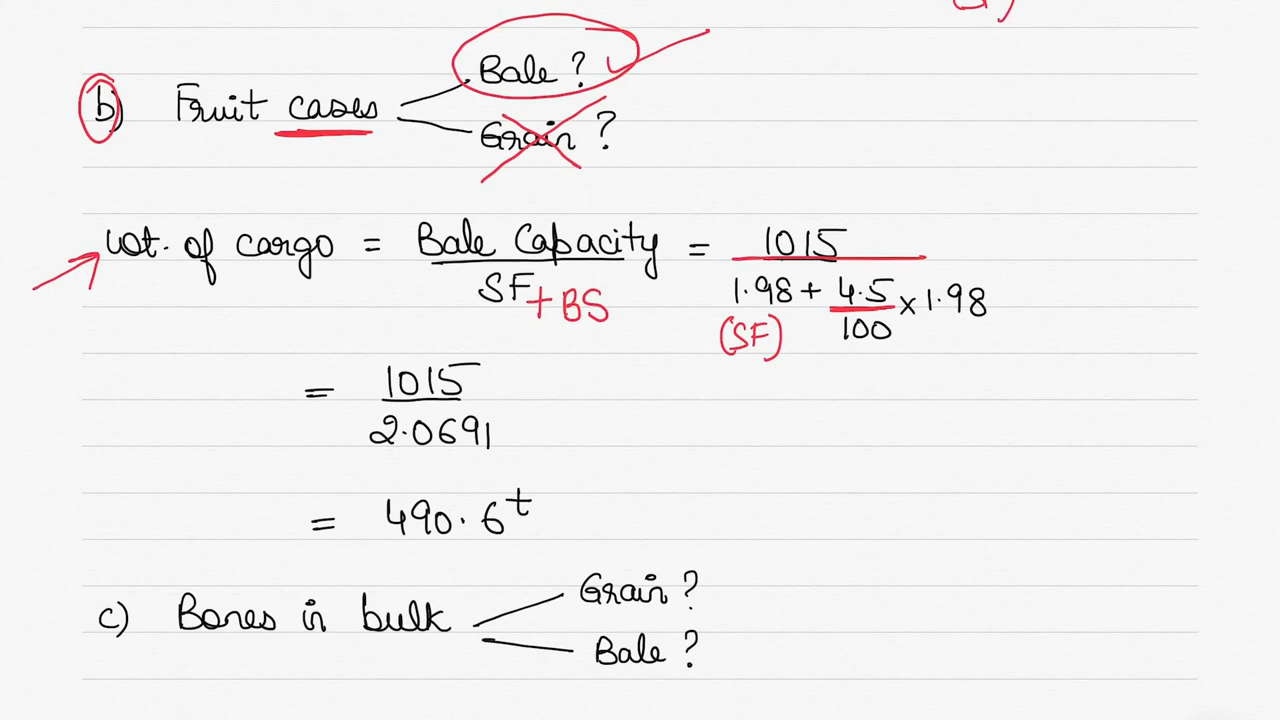 b) Fruit cases
Bale ?
Grain ?
wt. of cargo = Bale Capacity / SF + BS = 1015 / 1.98 + 4.5/100 × 1.98
(SF)
= 1015 / 2.0691
= 490.6t
c) Bones in bulk
Grain ?
Bale ?